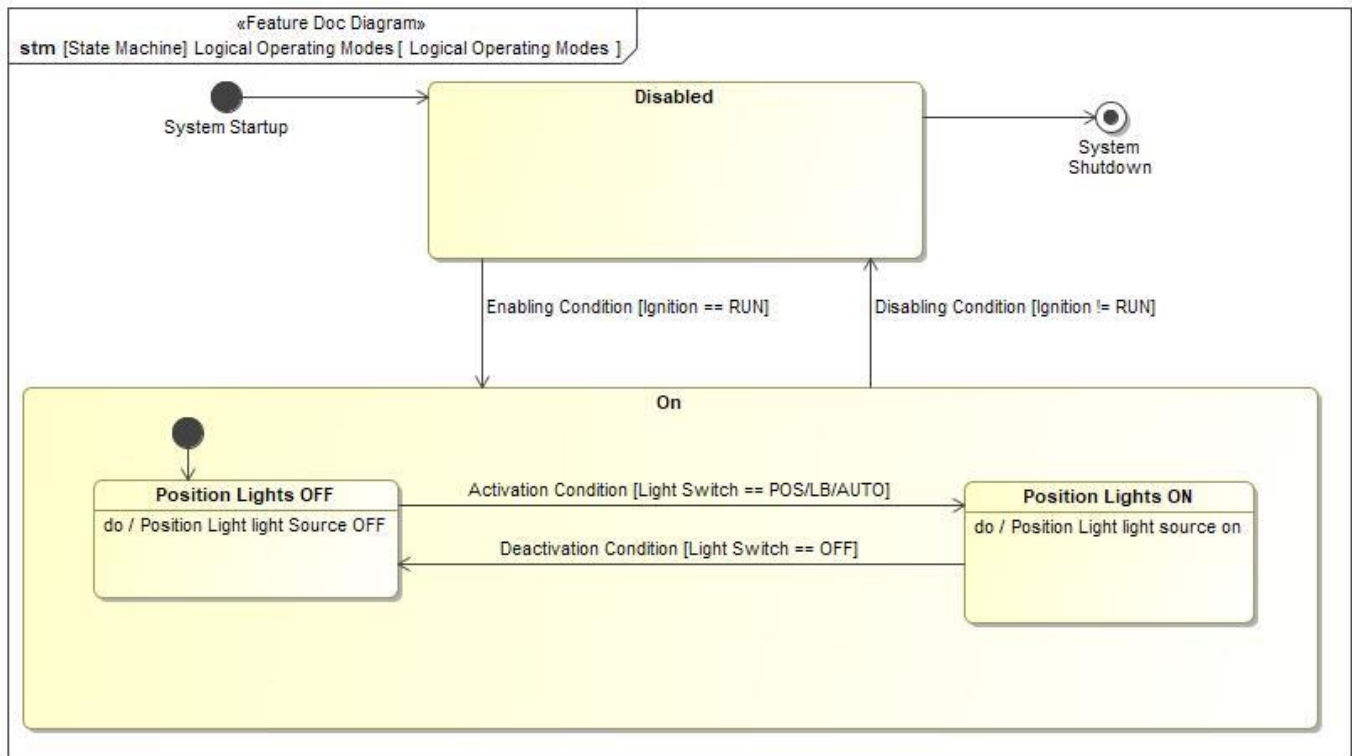 «Feature Doc Diagram»
stm [State Machine] Logical Operating Modes [ Logical Operating Modes ]
System Startup
Disabled
System
Shutdown
Enabling Condition [Ignition == RUN]
Disabling Condition [Ignition != RUN]
On
Position Lights OFF
do / Position Light light Source OFF
Activation Condition [Light Switch == POS/LB/AUTO]
Deactivation Condition [Light Switch == OFF]
Position Lights ON
do / Position Light light source on